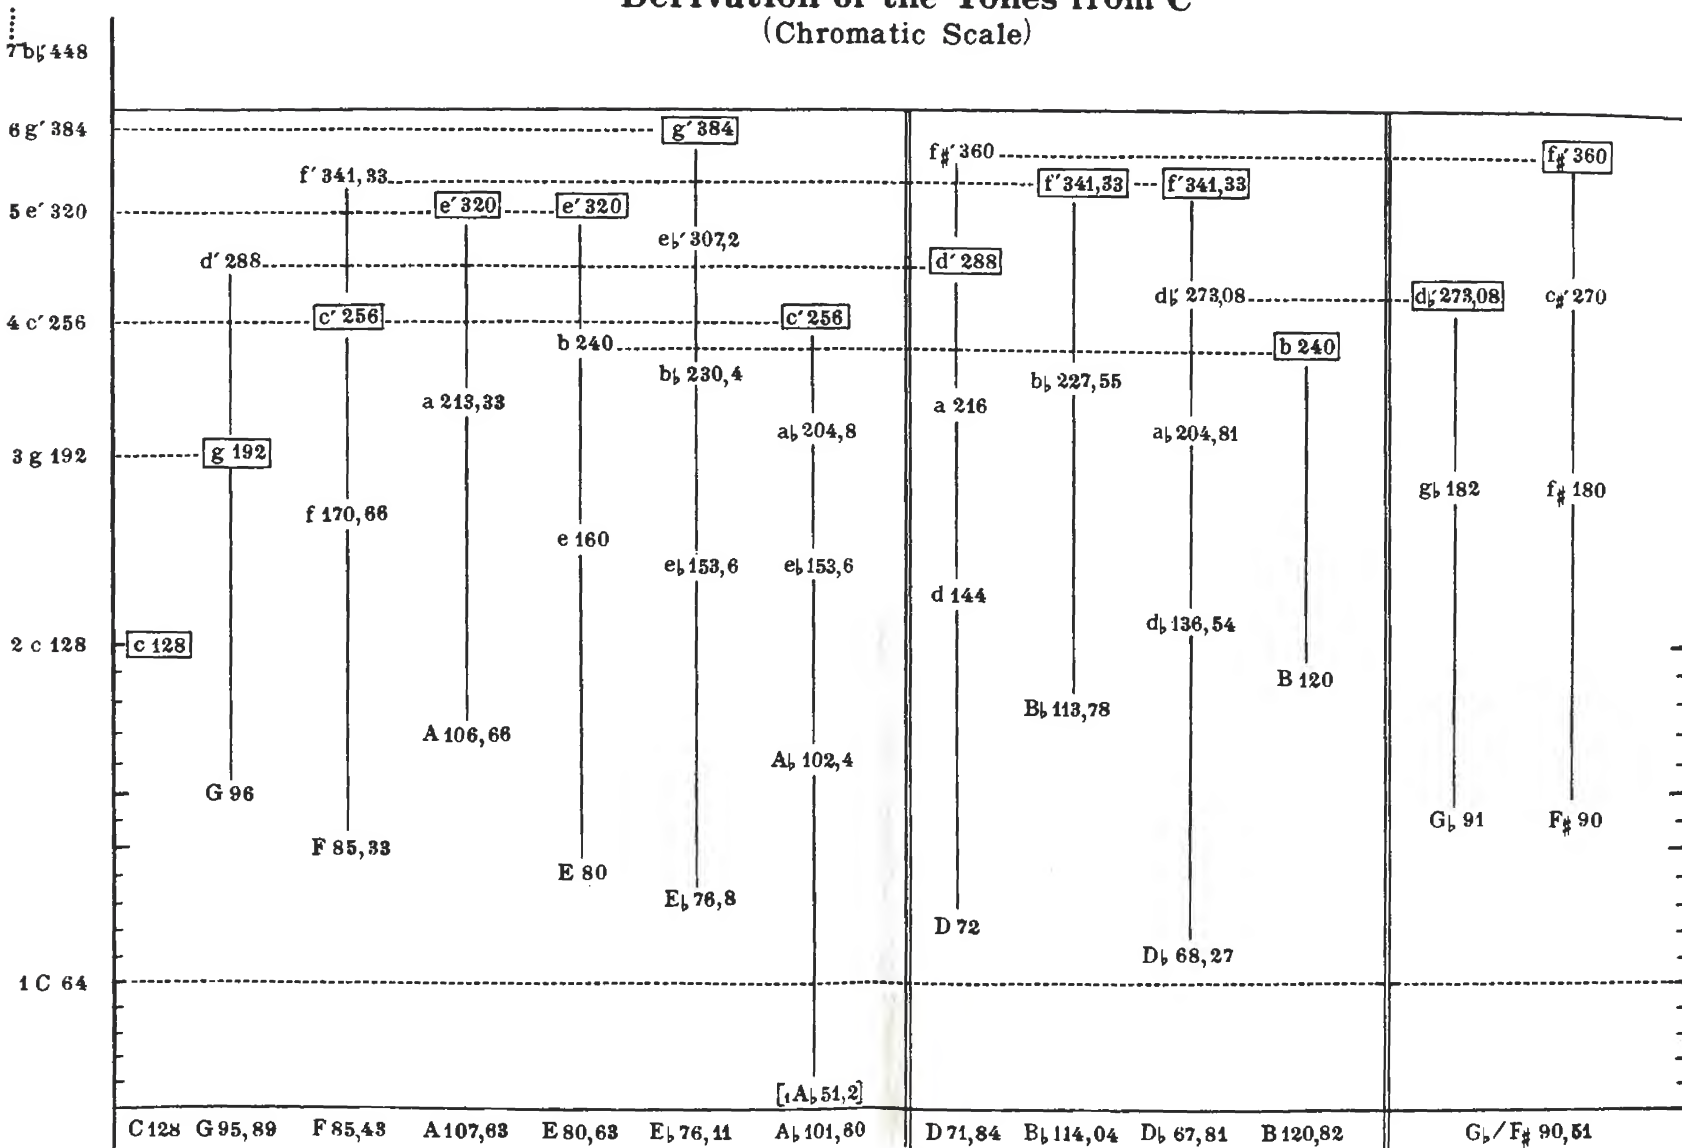 Derivation of the Tones from C
(Chromatic Scale)
7 b♭′ 448
6 g′ 384
g′ 384
f♯′ 360
f♯′ 360
f′ 341,33
f′ 341,33
f′ 341,33
5 e′ 320
e′ 320
e′ 320
e♭′ 307,2
d′ 288
d′ 288
d♭′ 273,08
d♭′ 273,08
c♯′ 270
4 c′ 256
c′ 256
c′ 256
b 240
b 240
b♭ 230,4
b♭ 227,55
a 213,33
a 216
a♭ 204,8
a♭ 204,81
3 g 192
g 192
g♭ 182
f♯ 180
f 170,66
e 160
e♭ 153,6
e♭ 153,6
d 144
d♭ 136,54
2 c 128
c 128
B 120
B♭ 113,78
A 106,66
A♭ 102,4
G 96
G♭ 91
F♯ 90
F 85,33
E 80
E♭ 76,8
D 72
D♭ 68,27
1 C 64
[₁A♭ 51,2]
C 128 G 95,89 F 85,43 A 107,63 E 80,63 E♭ 76,11 A♭ 101,60 D 71,84 B♭ 114,04 D♭ 67,81 B 120,82 G♭ / F♯ 90,51